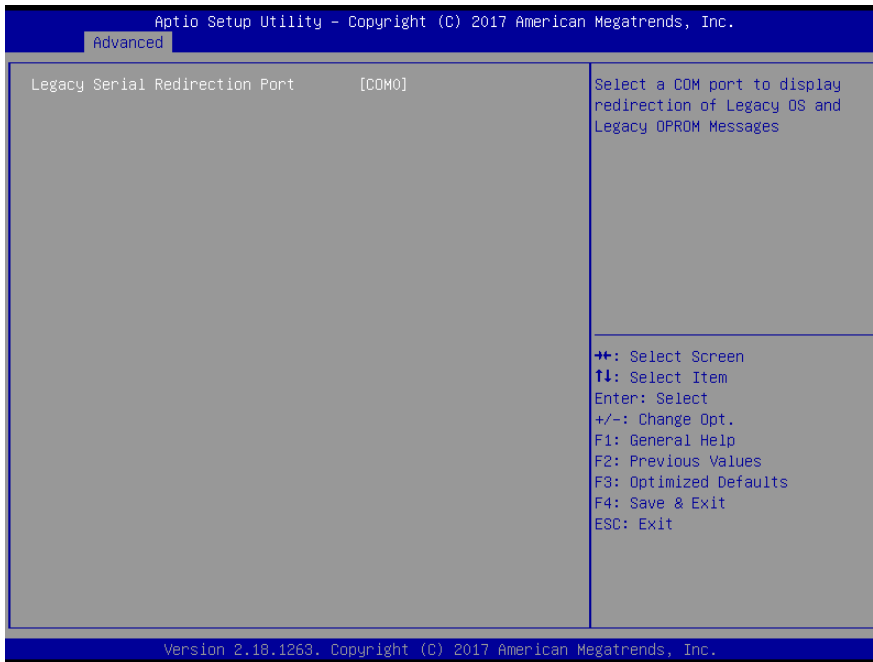 Aptio Setup Utility – Copyright (C) 2017 American Megatrends, Inc.
Advanced
Legacy Serial Redirection Port [COM0]
Select a COM port to display
redirection of Legacy OS and
Legacy OPROM Messages
→←: Select Screen
↑↓: Select Item
Enter: Select
+/-: Change Opt.
F1: General Help
F2: Previous Values
F3: Optimized Defaults
F4: Save & Exit
ESC: Exit
Version 2.18.1263. Copyright (C) 2017 American Megatrends, Inc.